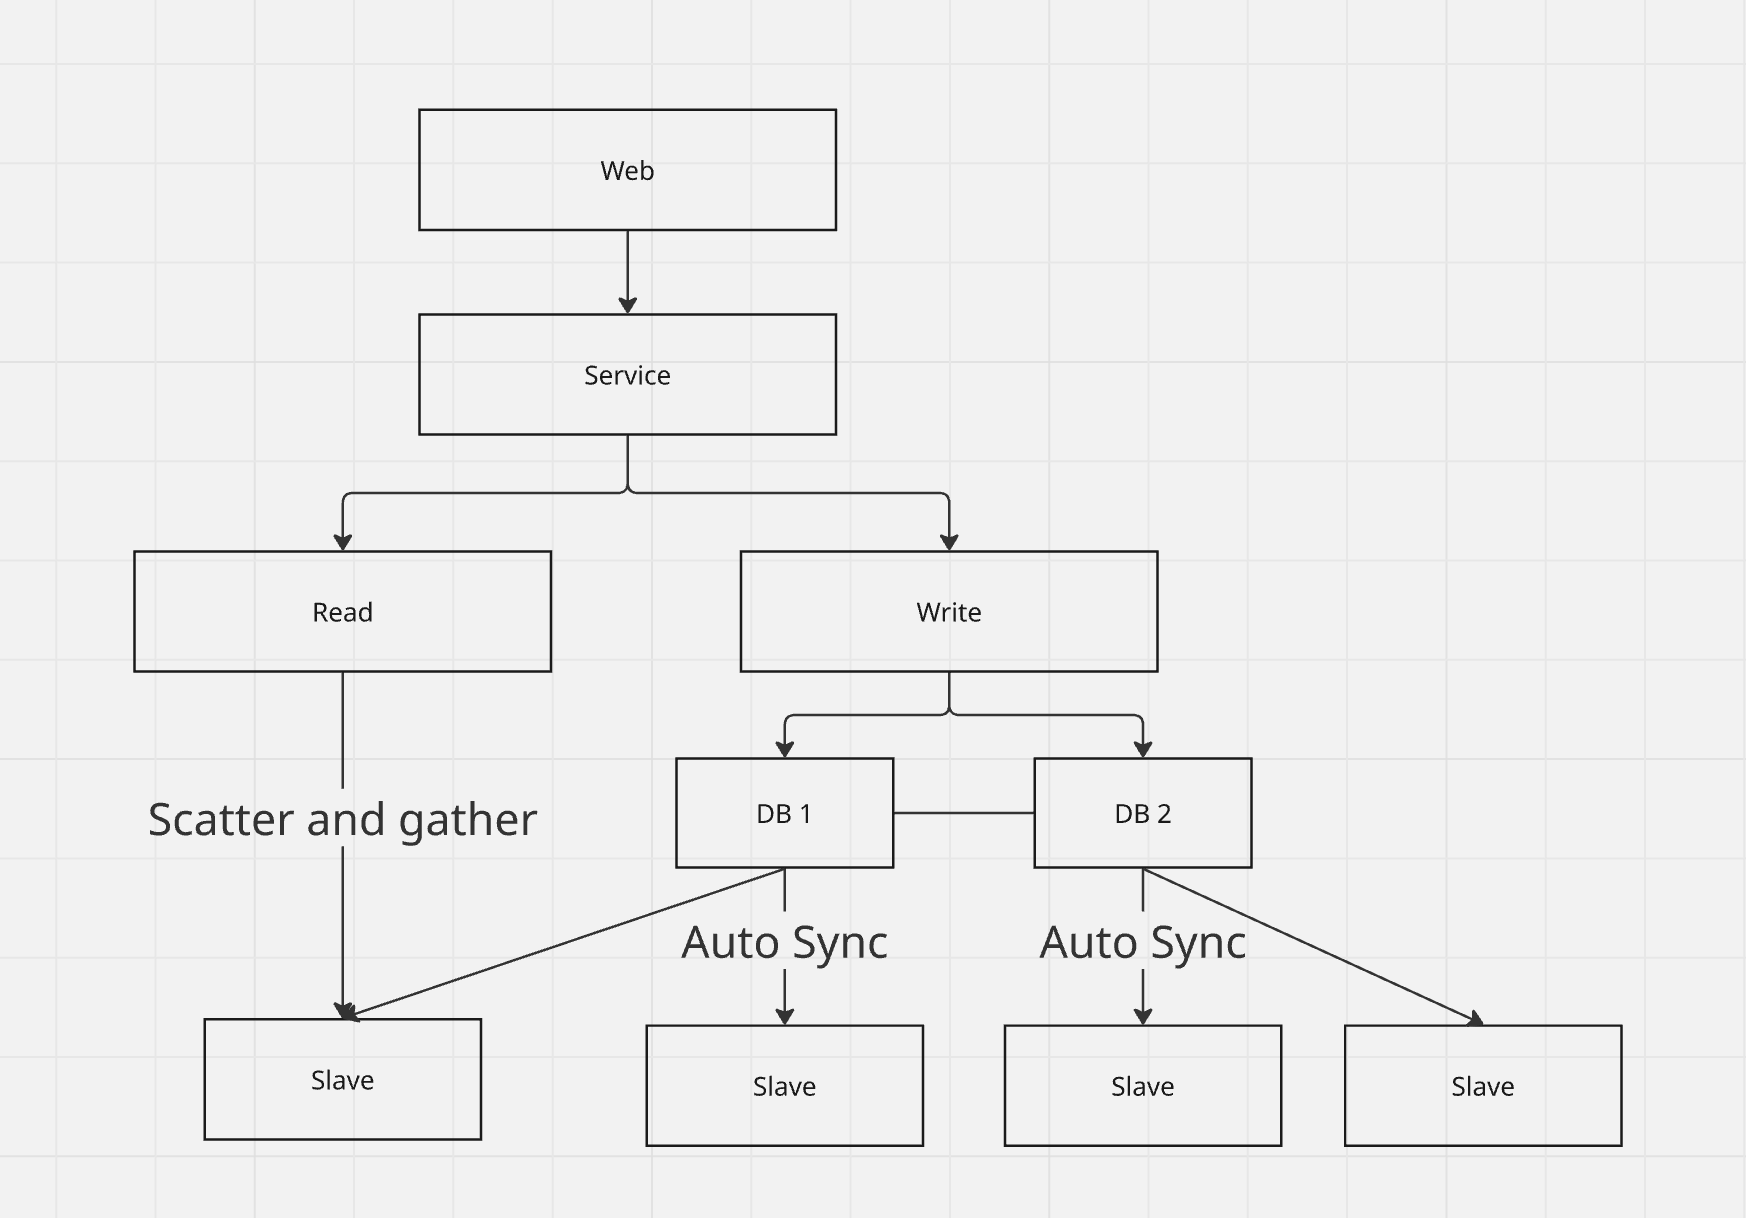 Web
Service
Read
Write
Scatter and gather
DB 1
DB 2
Auto Sync
Auto Sync
Slave
Slave
Slave
Slave